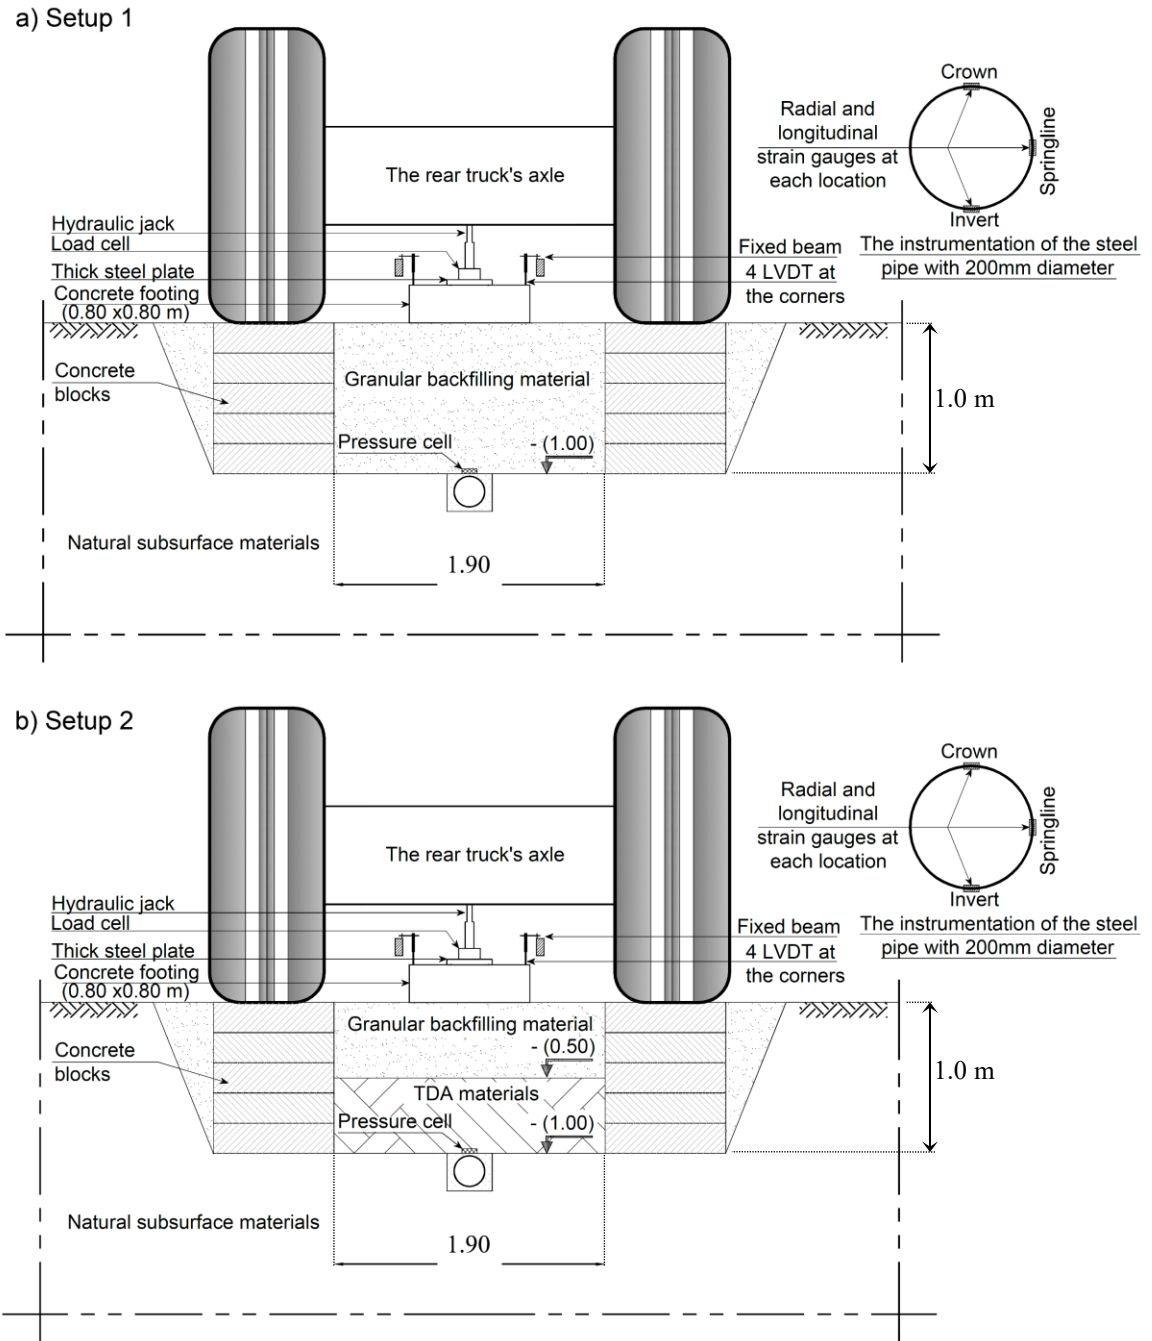 a) Setup 1
Crown
Radial and
longitudinal
strain gauges at
each location
Springline
Invert
The instrumentation of the steel
pipe with 200mm diameter
The rear truck's axle
Hydraulic jack
Load cell
Thick steel plate
Concrete footing
(0.80 x0.80 m)
Fixed beam
4 LVDT at
the corners
Concrete
blocks
Granular backfilling material
1.0 m
Pressure cell
- (1.00)
Natural subsurface materials
1.90
b) Setup 2
Crown
Radial and
longitudinal
strain gauges at
each location
Springline
Invert
The instrumentation of the steel
pipe with 200mm diameter
The rear truck's axle
Hydraulic jack
Load cell
Thick steel plate
Concrete footing
(0.80 x0.80 m)
Fixed beam
4 LVDT at
the corners
Granular backfilling material
- (0.50)
Concrete
blocks
TDA materials
1.0 m
Pressure cell
- (1.00)
Natural subsurface materials
1.90